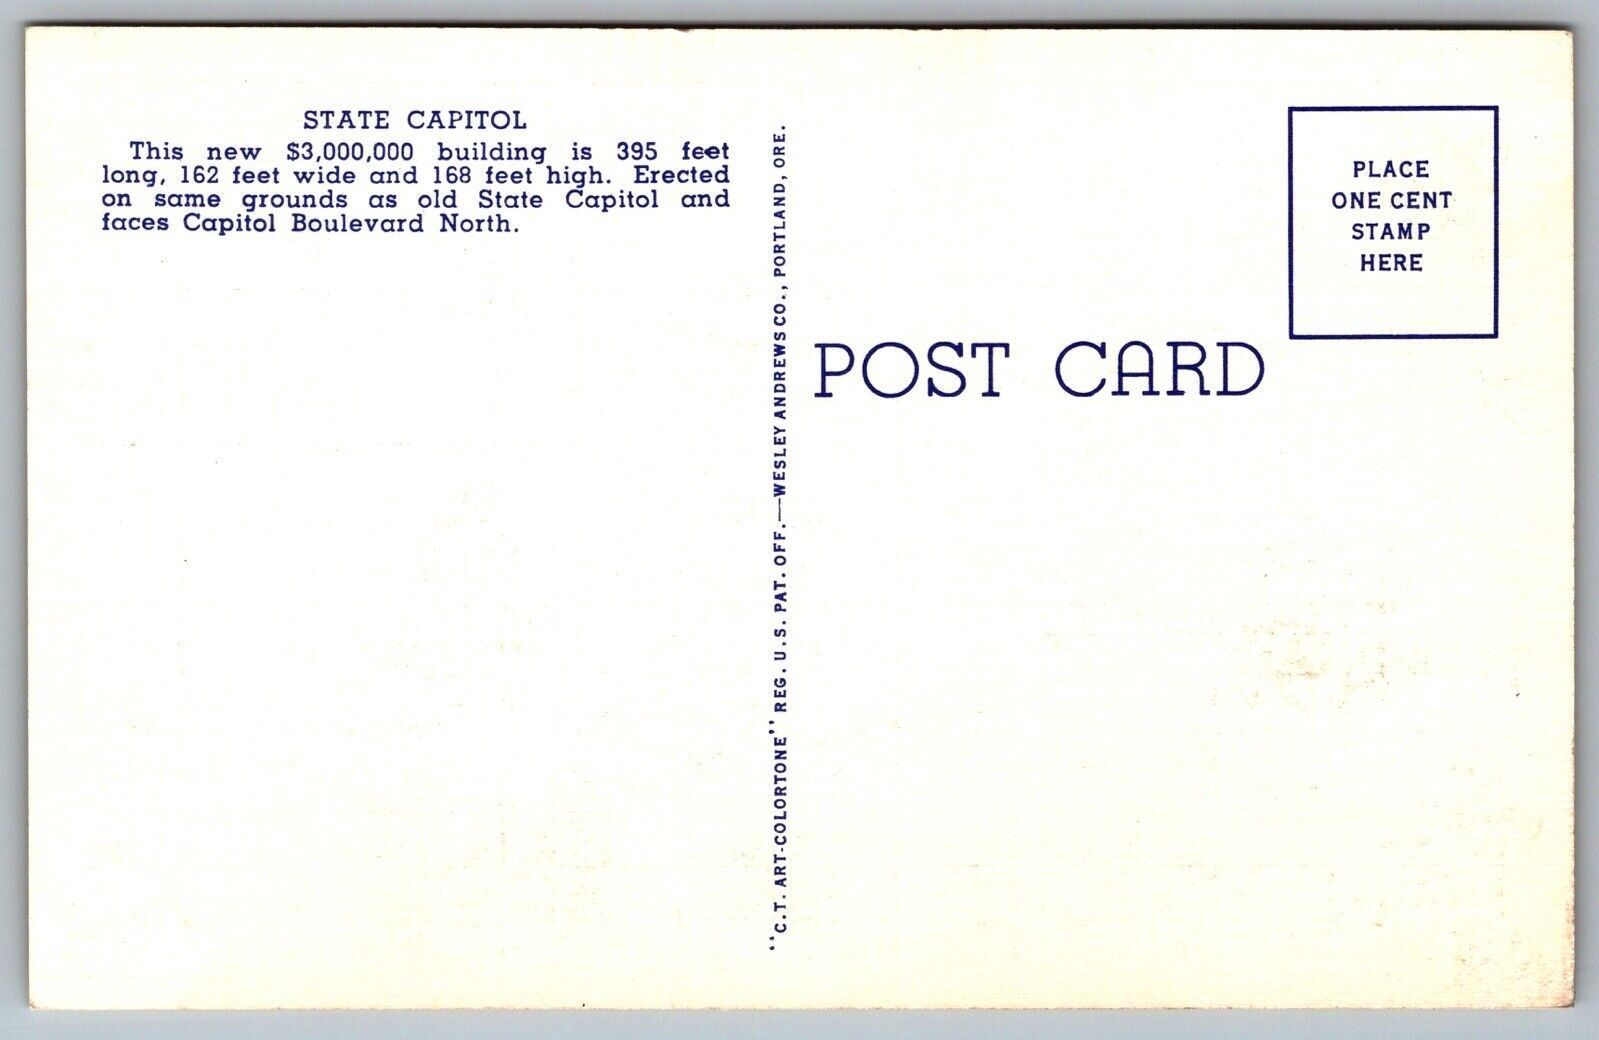 STATE CAPITOL
This new $3,000,000 building is 395 feet
long, 162 feet wide and 168 feet high. Erected
on same grounds as old State Capitol and
faces Capitol Boulevard North.
"C.T. ART-COLORTONE" REG. U.S. PAT. OFF.—WESLEY ANDREWS CO., PORTLAND, ORE.
PLACE
ONE CENT
STAMP
HERE
POST CARD